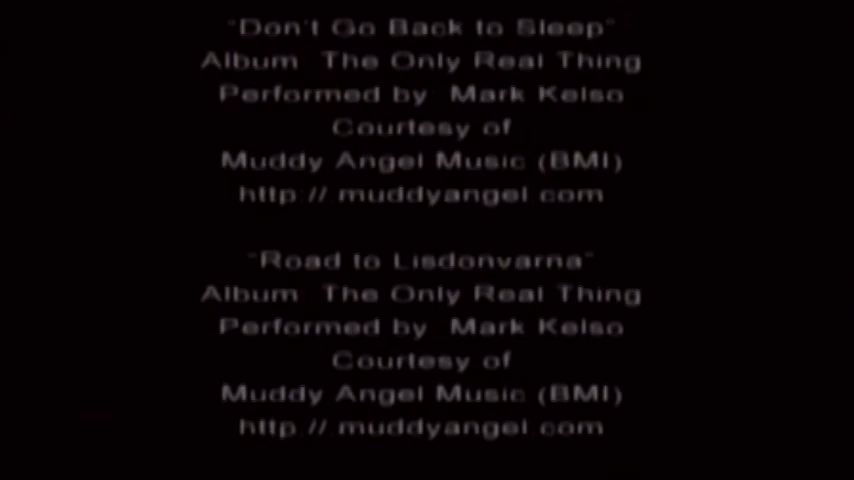 "Don't Go Back to Sleep"
Album The Only Real Thing
Performed by Mark Kelso
Courtesy of
Muddy Angel Music (BMI)
http://muddyangel.com
"Road to Lisdonvarna"
Album The Only Real Thing
Performed by Mark Kelso
Courtesy of
Muddy Angel Music (BMI)
http://muddyangel.com